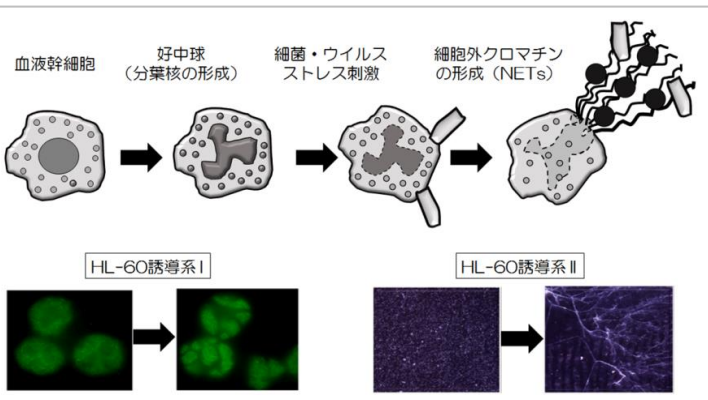 血液幹細胞
好中球
（分葉核の形成）
細菌・ウイルス
ストレス刺激
細胞外クロマチン
の形成（NETs）
HL-60誘導系Ⅰ
HL-60誘導系Ⅱ